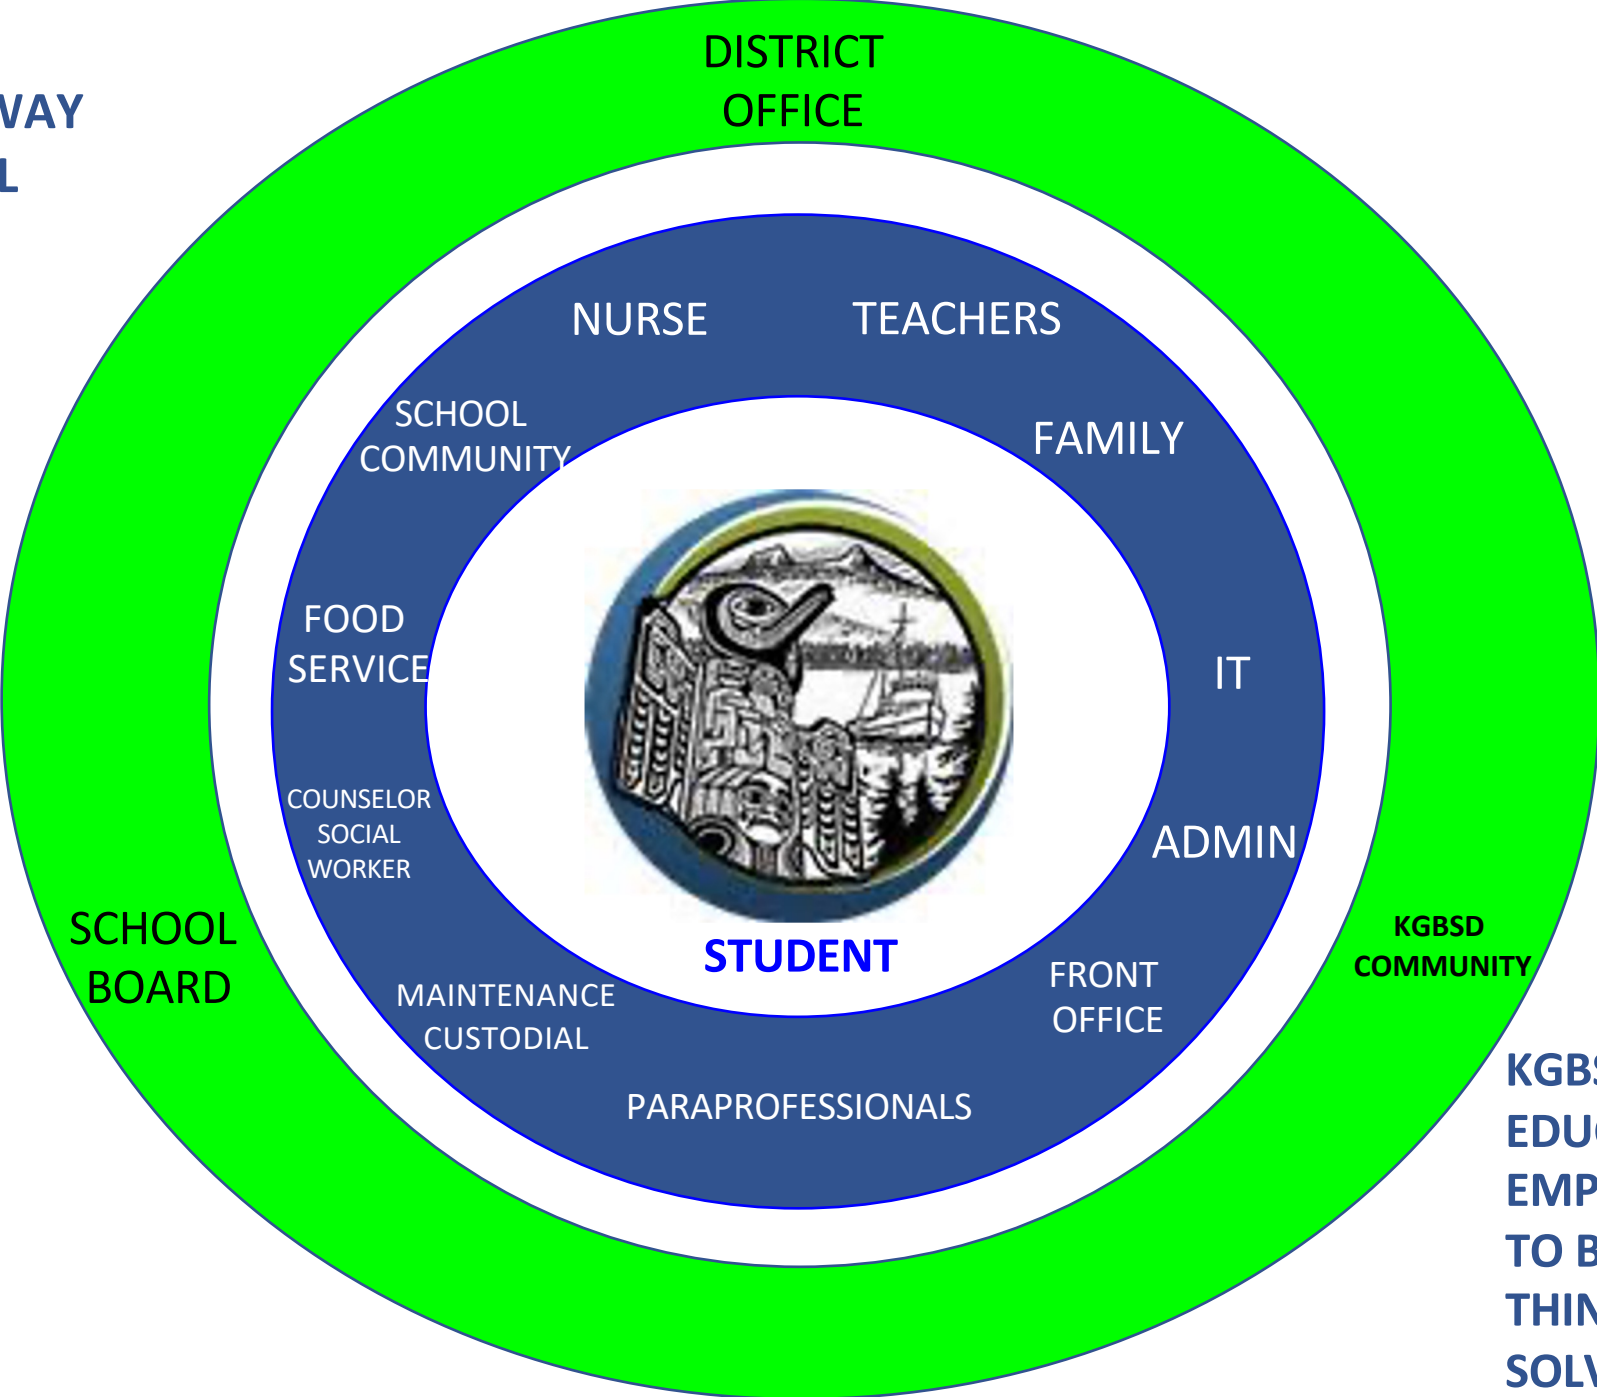 DISTRICT
OFFICE
NURSE
TEACHERS
SCHOOL
COMMUNITY
FAMILY
FOOD
SERVICE
IT
COUNSELOR
SOCIAL
WORKER
ADMIN
SCHOOL
BOARD
KGBSD
COMMUNITY
STUDENT
FRONT
OFFICE
MAINTENANCE
CUSTODIAL
PARAPROFESSIONALS
TO